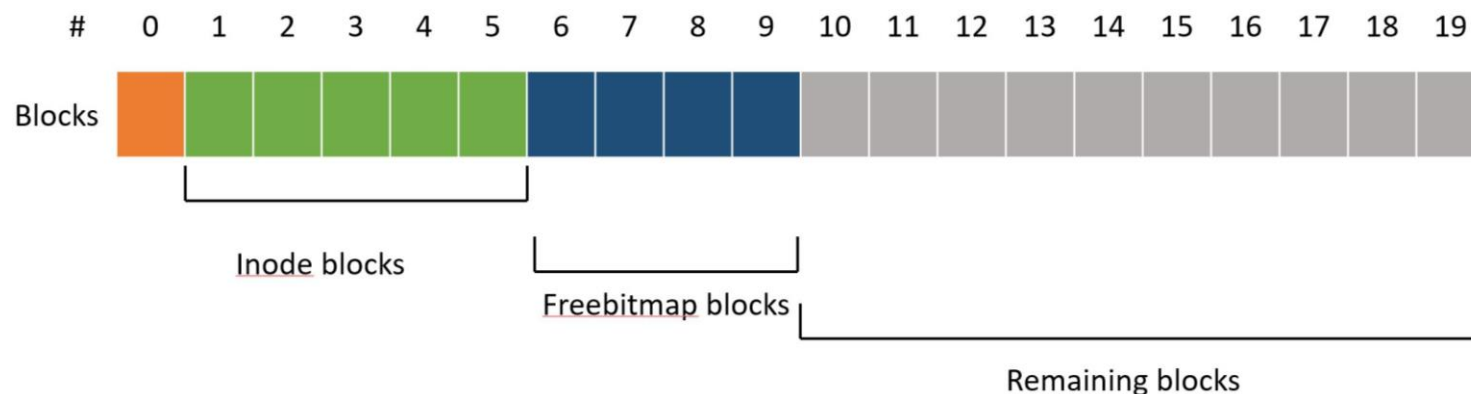 # 0 1 2 3 4 5 6 7 8 9 10 11 12 13 14 15 16 17 18 19
Blocks
Inode blocks
Freebitmap blocks
Remaining blocks